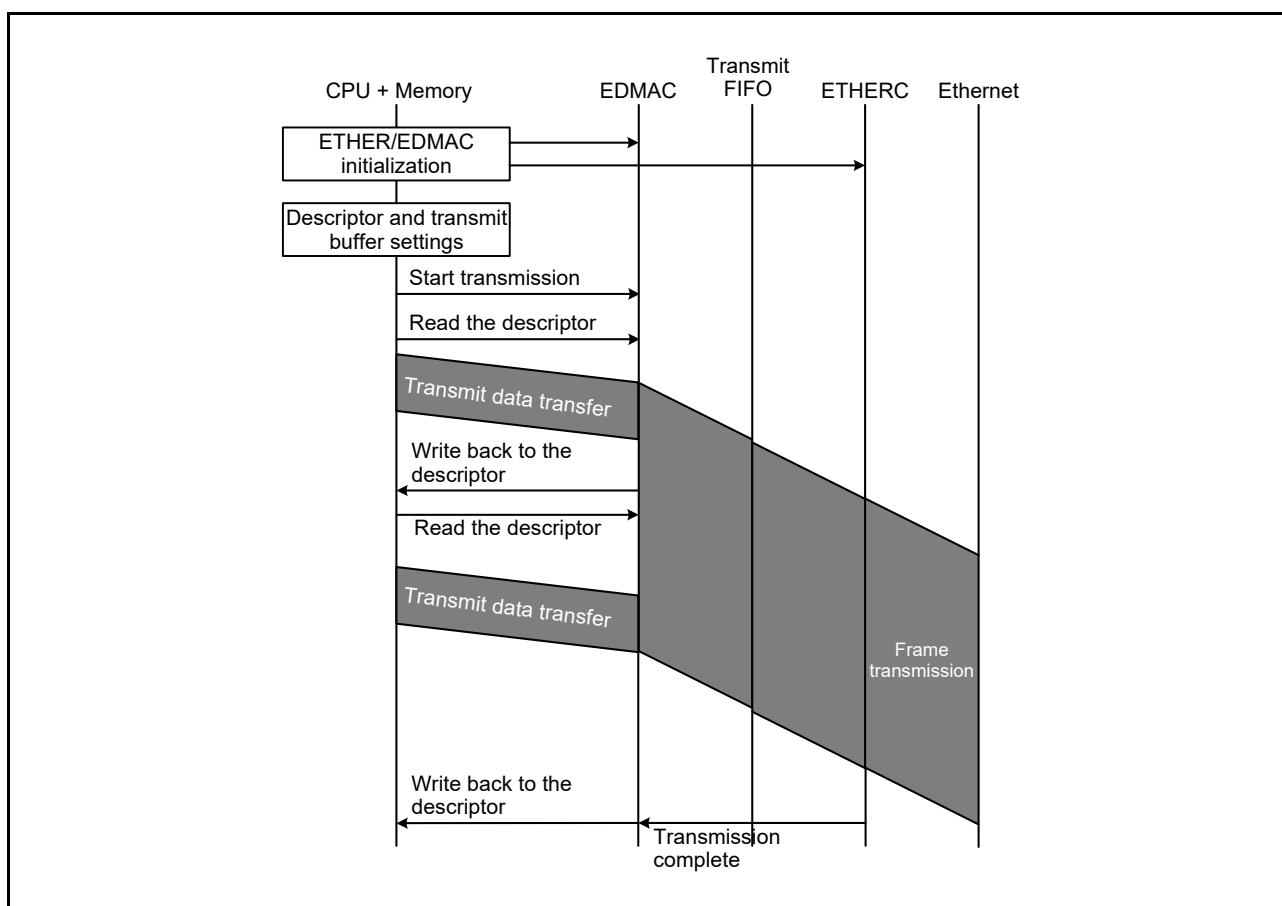 Transmit
CPU + Memory EDMAC FIFO ETHERC Ethernet
ETHER/EDMAC
initialization
Descriptor and transmit
buffer settings
Start transmission
Read the descriptor
Transmit data transfer
Write back to the
descriptor
Read the descriptor
Transmit data transfer
Frame
transmission
Write back to the
descriptor
Transmission
complete